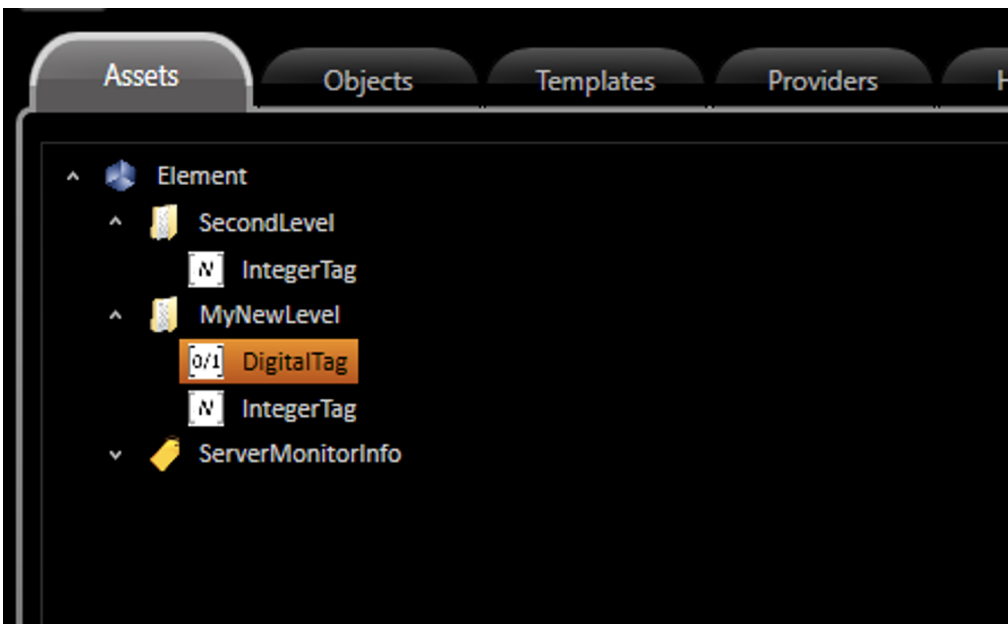 Assets Objects Templates Providers H
Element
SecondLevel
N IntegerTag
MyNewLevel
0/1 DigitalTag
N IntegerTag
ServerMonitorInfo